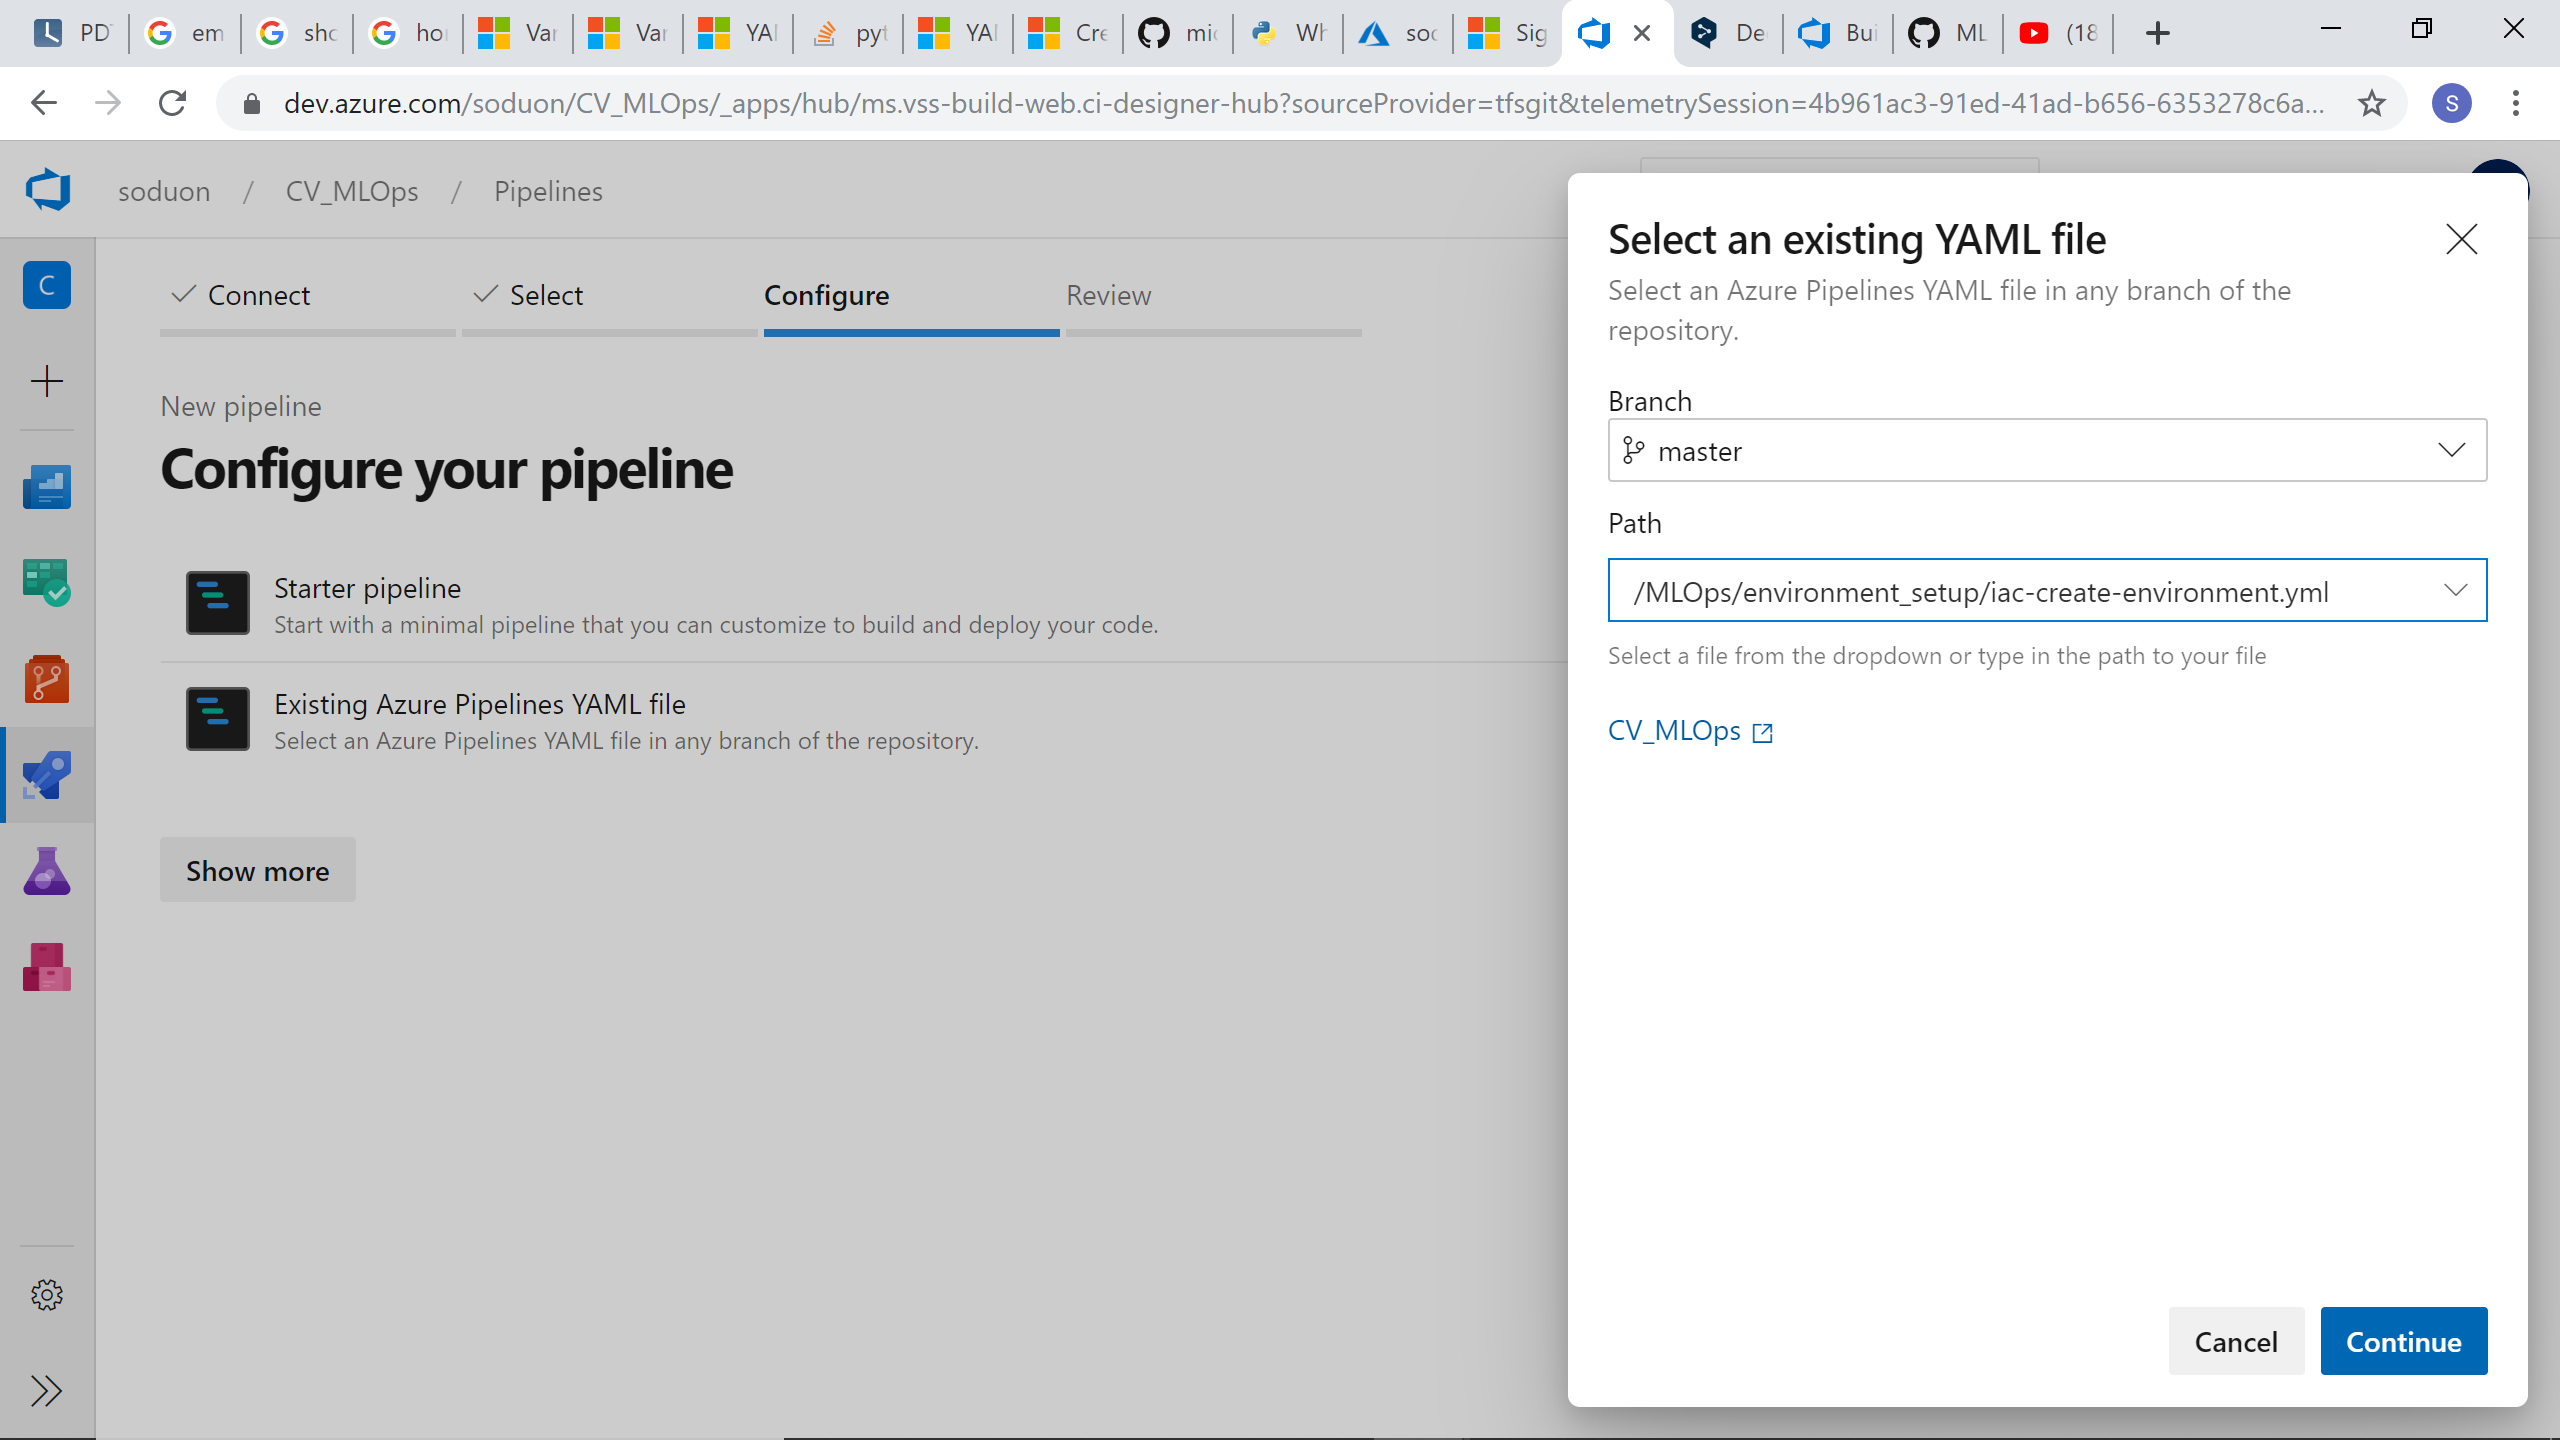 PD
em
sho
hor
Var
Var
YAI
pyt
YAI
Cre
mic
Wh
soc
Sig
De
Bui
ML
(18
dev.azure.com/soduon/CV_MLOps/_apps/hub/ms.vss-build-web.ci-designer-hub?sourceProvider=tfsgit&telemetrySession=4b961ac3-91ed-41ad-b656-6353278c6a...
S
soduon / CV_MLOps / Pipelines
C
Connect
Select
Configure
Review
New pipeline
Configure your pipeline
Starter pipeline
Start with a minimal pipeline that you can customize to build and deploy your code.
Existing Azure Pipelines YAML file
Select an Azure Pipelines YAML file in any branch of the repository.
Show more
Select an existing YAML file
Select an Azure Pipelines YAML file in any branch of the
repository.
Branch
master
Path
/MLOps/environment_setup/iac-create-environment.yml
Select a file from the dropdown or type in the path to your file
CV_MLOps
Cancel
Continue